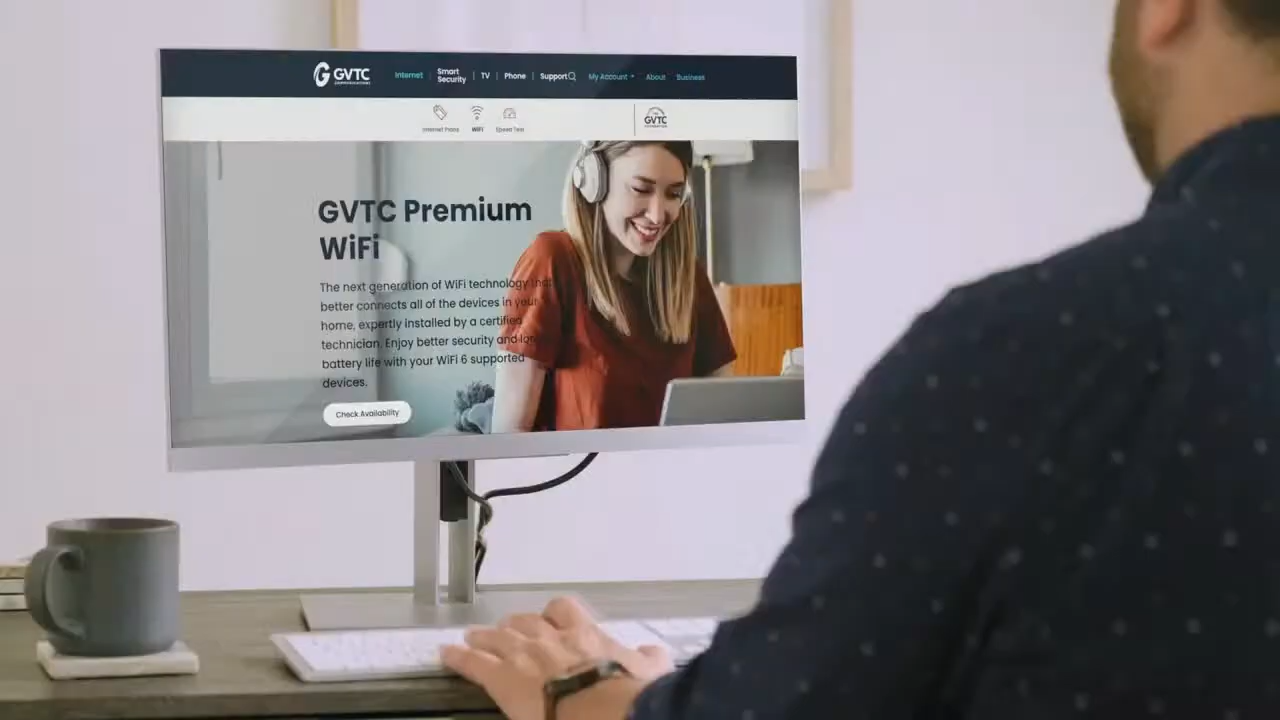 GVTC
COMMUNICATIONS
Internet
Smart
Security
TV
Phone
Support
My Account
About
Business
Internet Plans
WiFi
Speed Test
GVTC
GVTC Premium
WiFi
The next generation of WiFi technology that
better connects all of the devices in your
home, expertly installed by a certified
technician. Enjoy better security and
battery life with your WiFi 6 supported
devices.
Check Availability